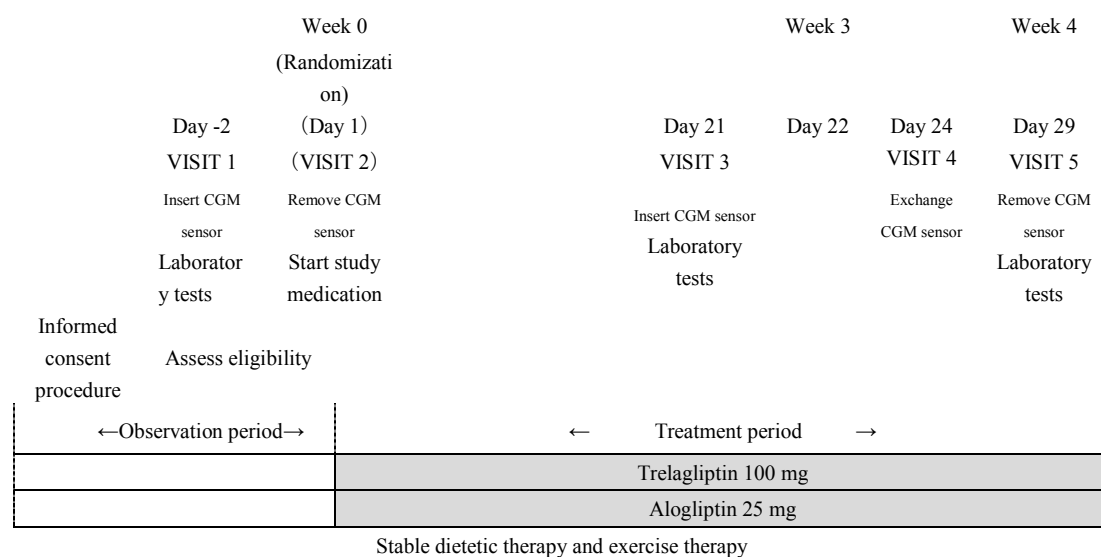 Week 0 Week 3 Week 4
(Randomizati
on)
Day -2 （Day 1） Day 21 Day 22 Day 24 Day 29
VISIT 1 （VISIT 2） VISIT 3 VISIT 4 VISIT 5
Insert CGM
sensor
Laborator
y tests
Remove CGM
sensor
Start study
medication
Insert CGM sensor
Laboratory
tests
Exchange
CGM sensor
Remove CGM
sensor
Laboratory
tests
Informed
consent
procedure
Assess eligibility
←Observation period→ ← Treatment period →
Trelagliptin 100 mg
Alogliptin 25 mg
Stable dietetic therapy and exercise therapy